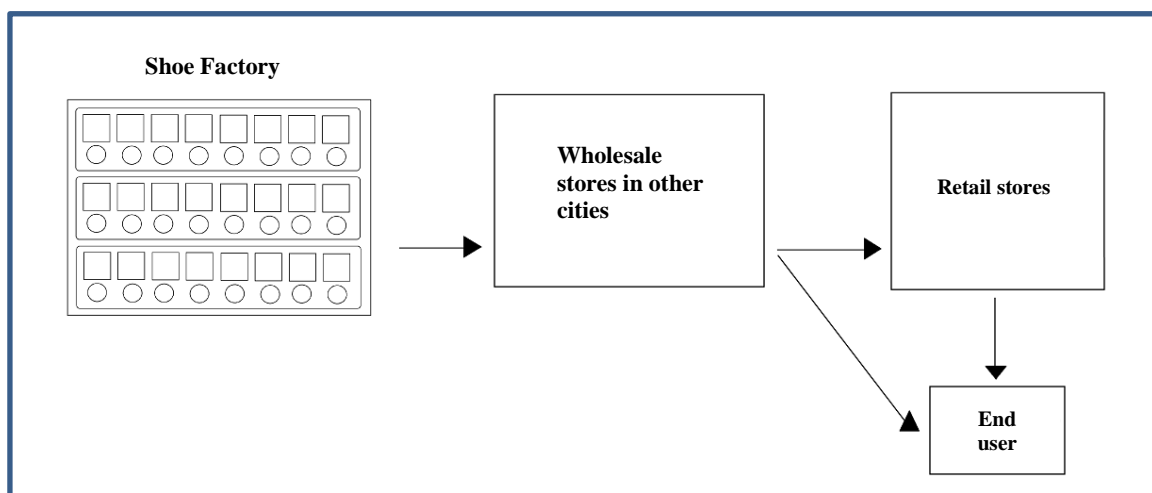 Shoe Factory
Wholesale
stores in other
cities
Retail stores
End
user